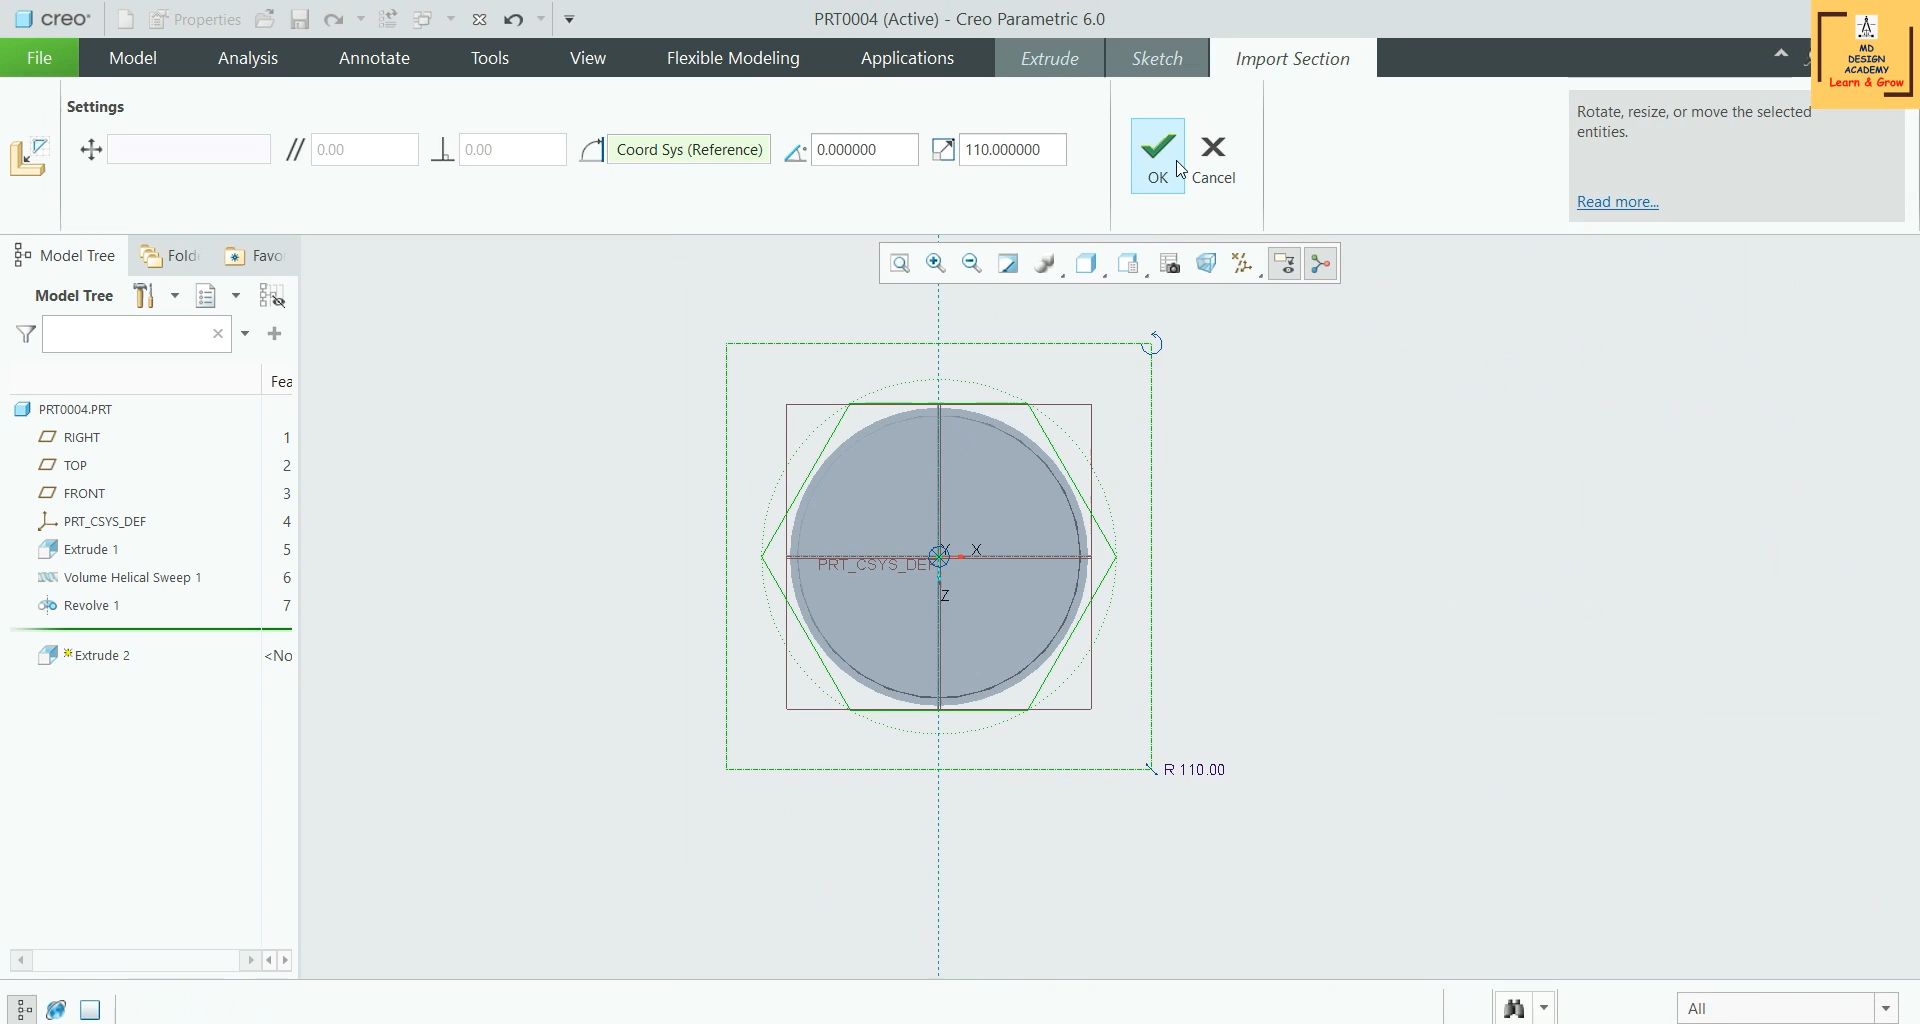 creo
Properties
PRT0004 (Active) - Creo Parametric 6.0
File
Model
Analysis
Annotate
Tools
View
Flexible Modeling
Applications
Extrude
Sketch
Import Section
MD
DESIGN
ACADEMY
Learn & Grow
Settings
0.00
0.00
Coord Sys (Reference)
0.000000
110.000000
OK
Cancel
Rotate, resize, or move the selected
entities.
Read more...
Model Tree
Fold
Favo
Model Tree
Fea
PRT0004.PRT
RIGHT 1
TOP 2
FRONT 3
PRT_CSYS_DEF 4
Extrude 1 5
Volume Helical Sweep 1 6
Revolve 1 7
Extrude 2 <No
X
PRT_CSYS_DEF
Z
R 110.00
All